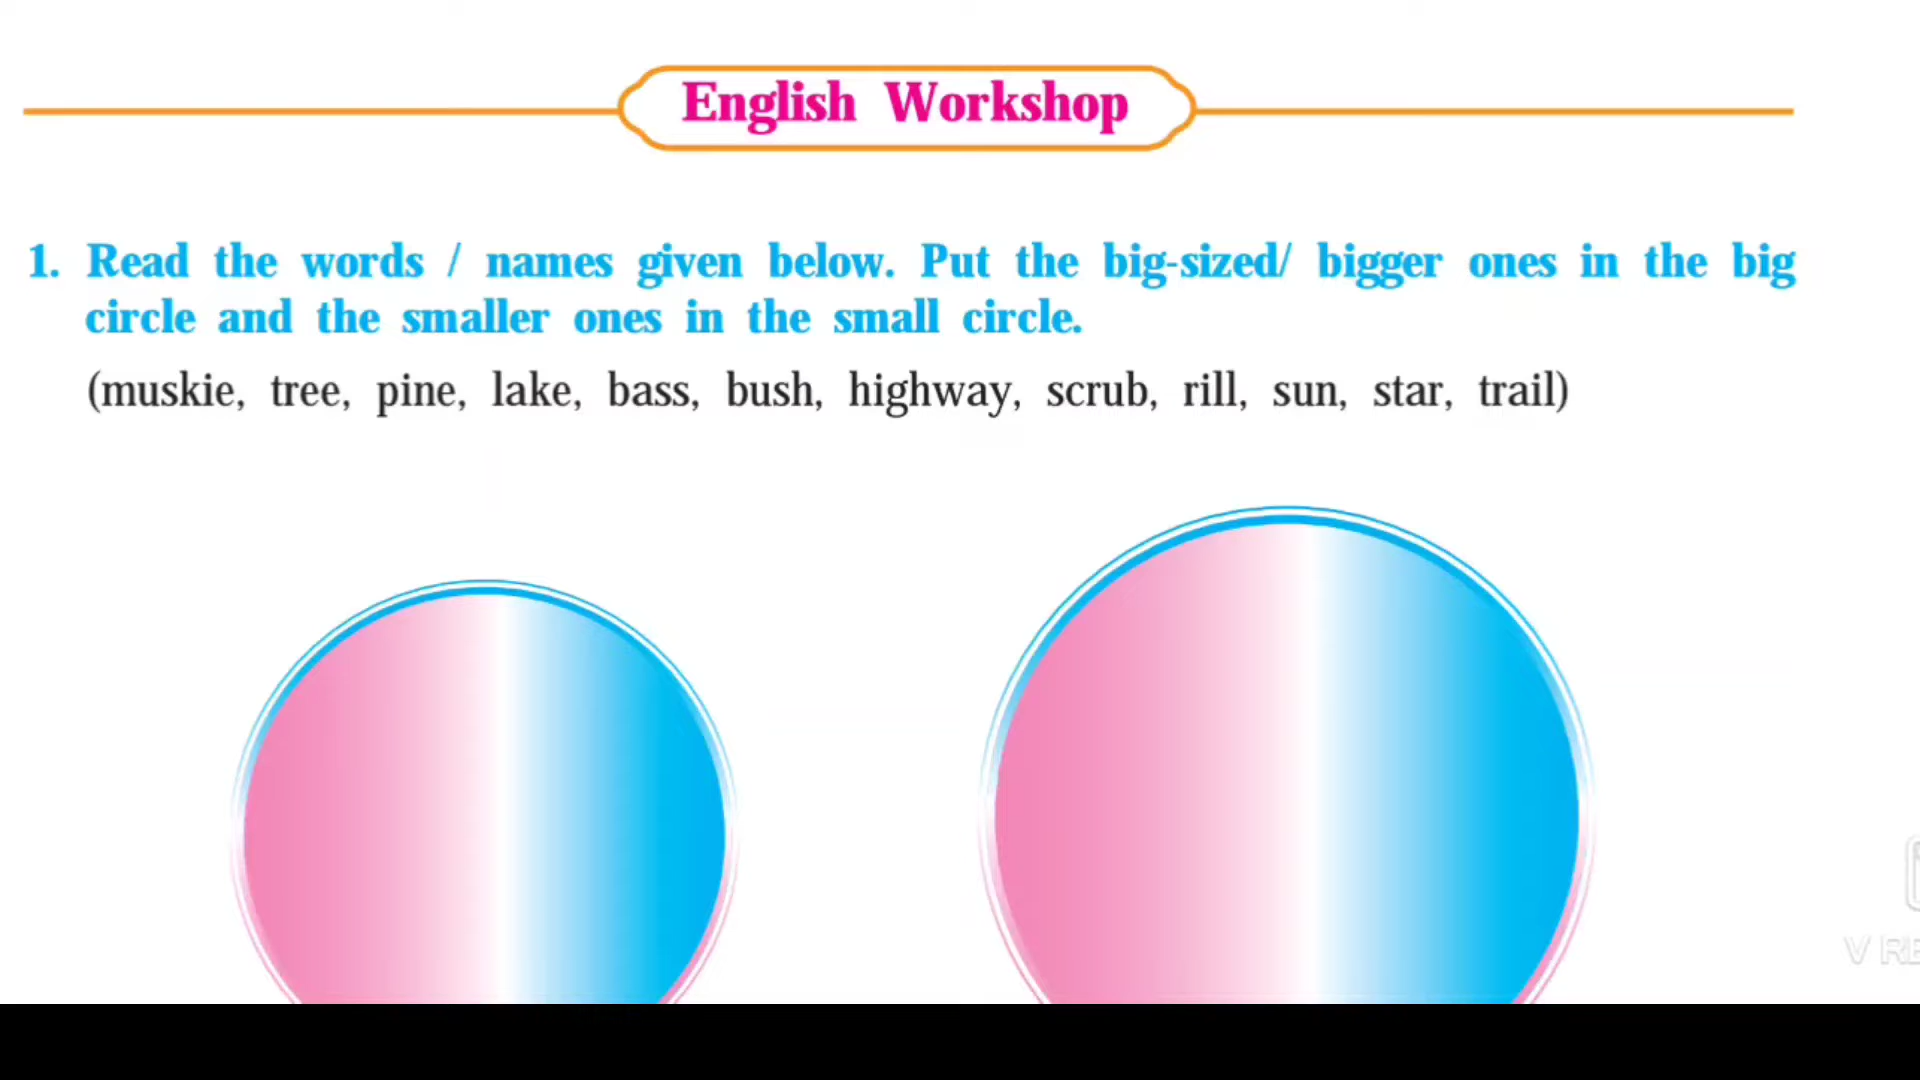 English Workshop
1. Read the words / names given below. Put the big-sized/ bigger ones in the big
circle and the smaller ones in the small circle.
(muskie, tree, pine, lake, bass, bush, highway, scrub, rill, sun, star, trail)
V RE